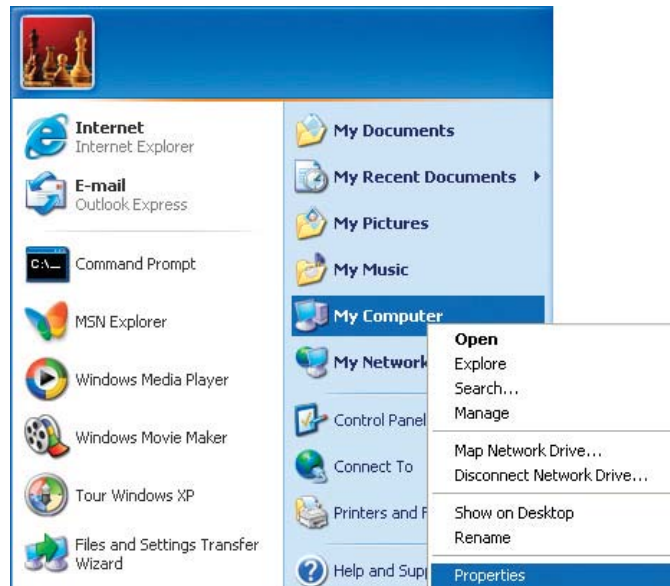 Internet
Internet Explorer
E-mail
Outlook Express
C:\_
Command Prompt
MSN Explorer
Windows Media Player
Windows Movie Maker
Tour Windows XP
Files and Settings Transfer
Wizard
My Documents
My Recent Documents
My Pictures
My Music
My Computer
My Network
Control Panel
Connect To
Printers and F
Help and Supp
Open
Explore
Search...
Manage
Map Network Drive...
Disconnect Network Drive...
Show on Desktop
Rename
Properties